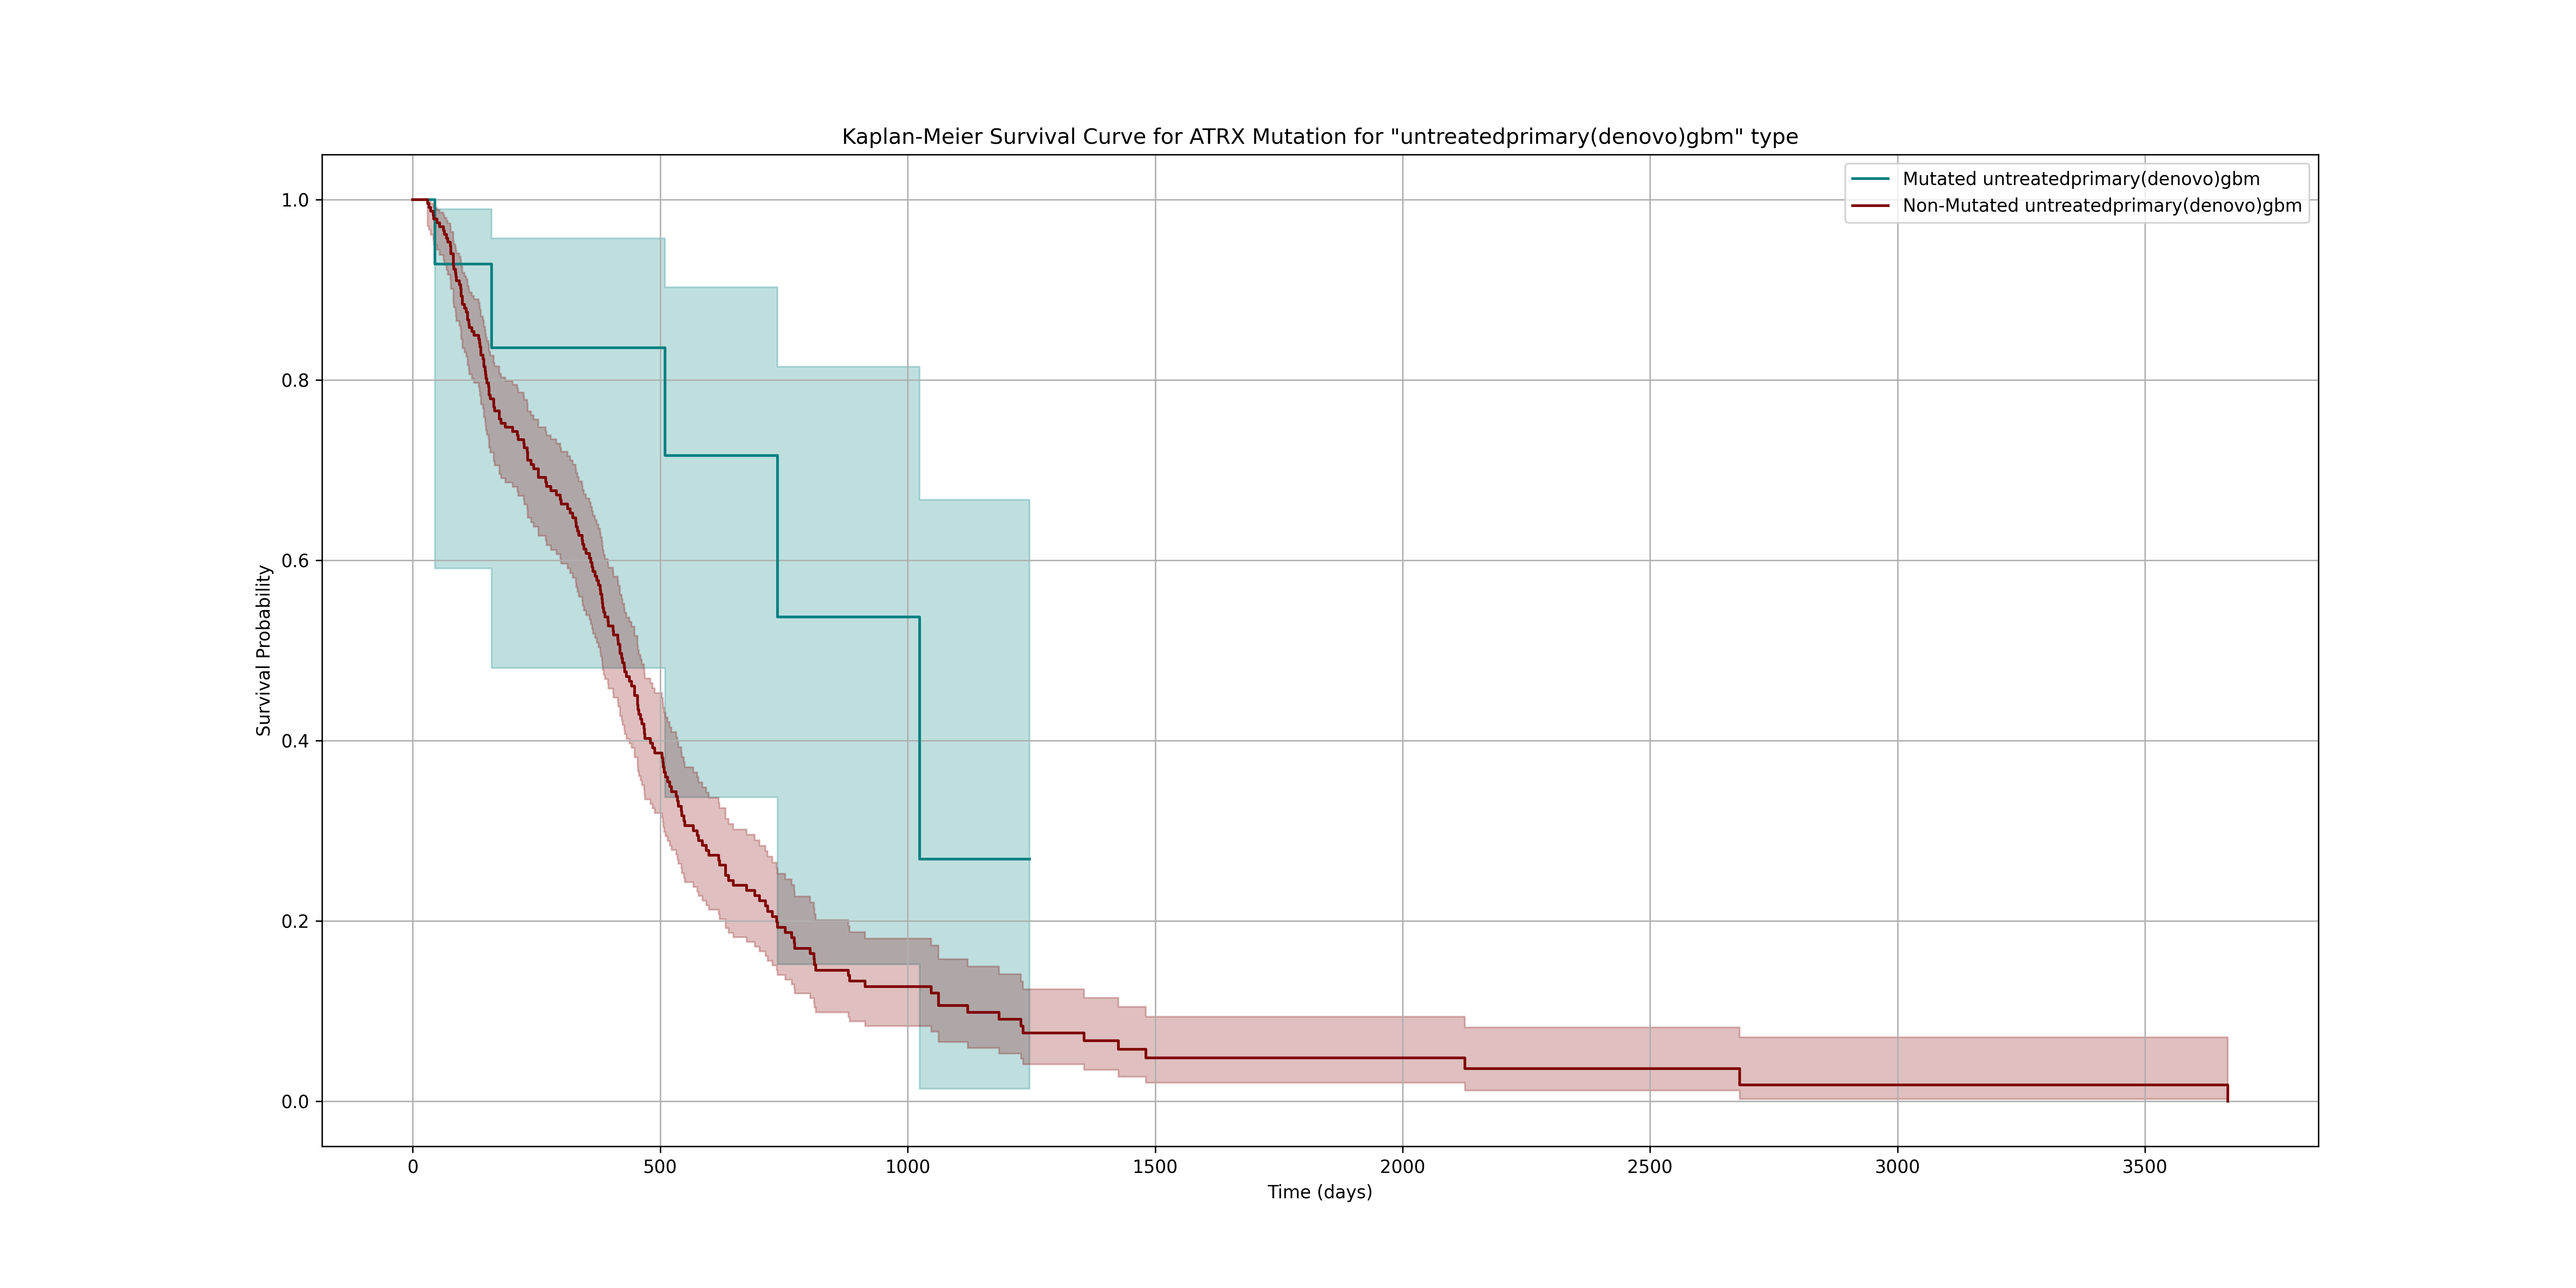 Kaplan-Meier Survival Curve for ATRX Mutation for "untreatedprimary(denovo)gbm" type
Mutated untreatedprimary(denovo)gbm
Non-Mutated untreatedprimary(denovo)gbm
1.0
0.8
0.6
0.4
0.2
0.0
Survival Probability
0 500 1000 1500 2000 2500 3000 3500
Time (days)